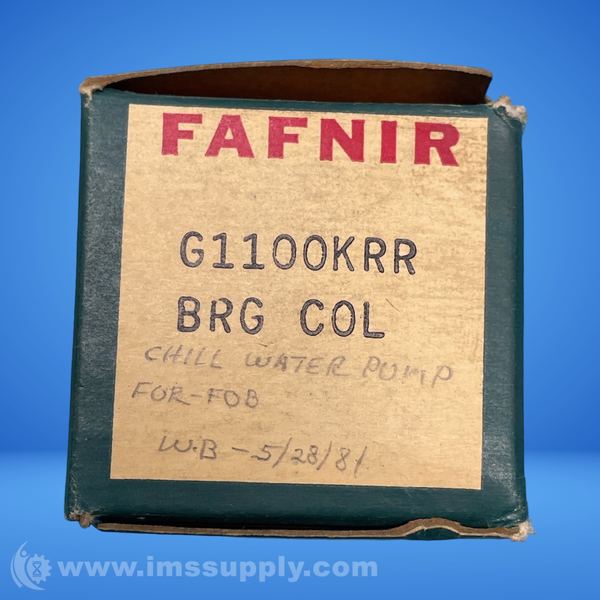 FAFNIR
G1100KRR
BRG COL
CHILL WATER PUMP
FOR-FOB
W.B - 5/28/81
www.imssupply.com